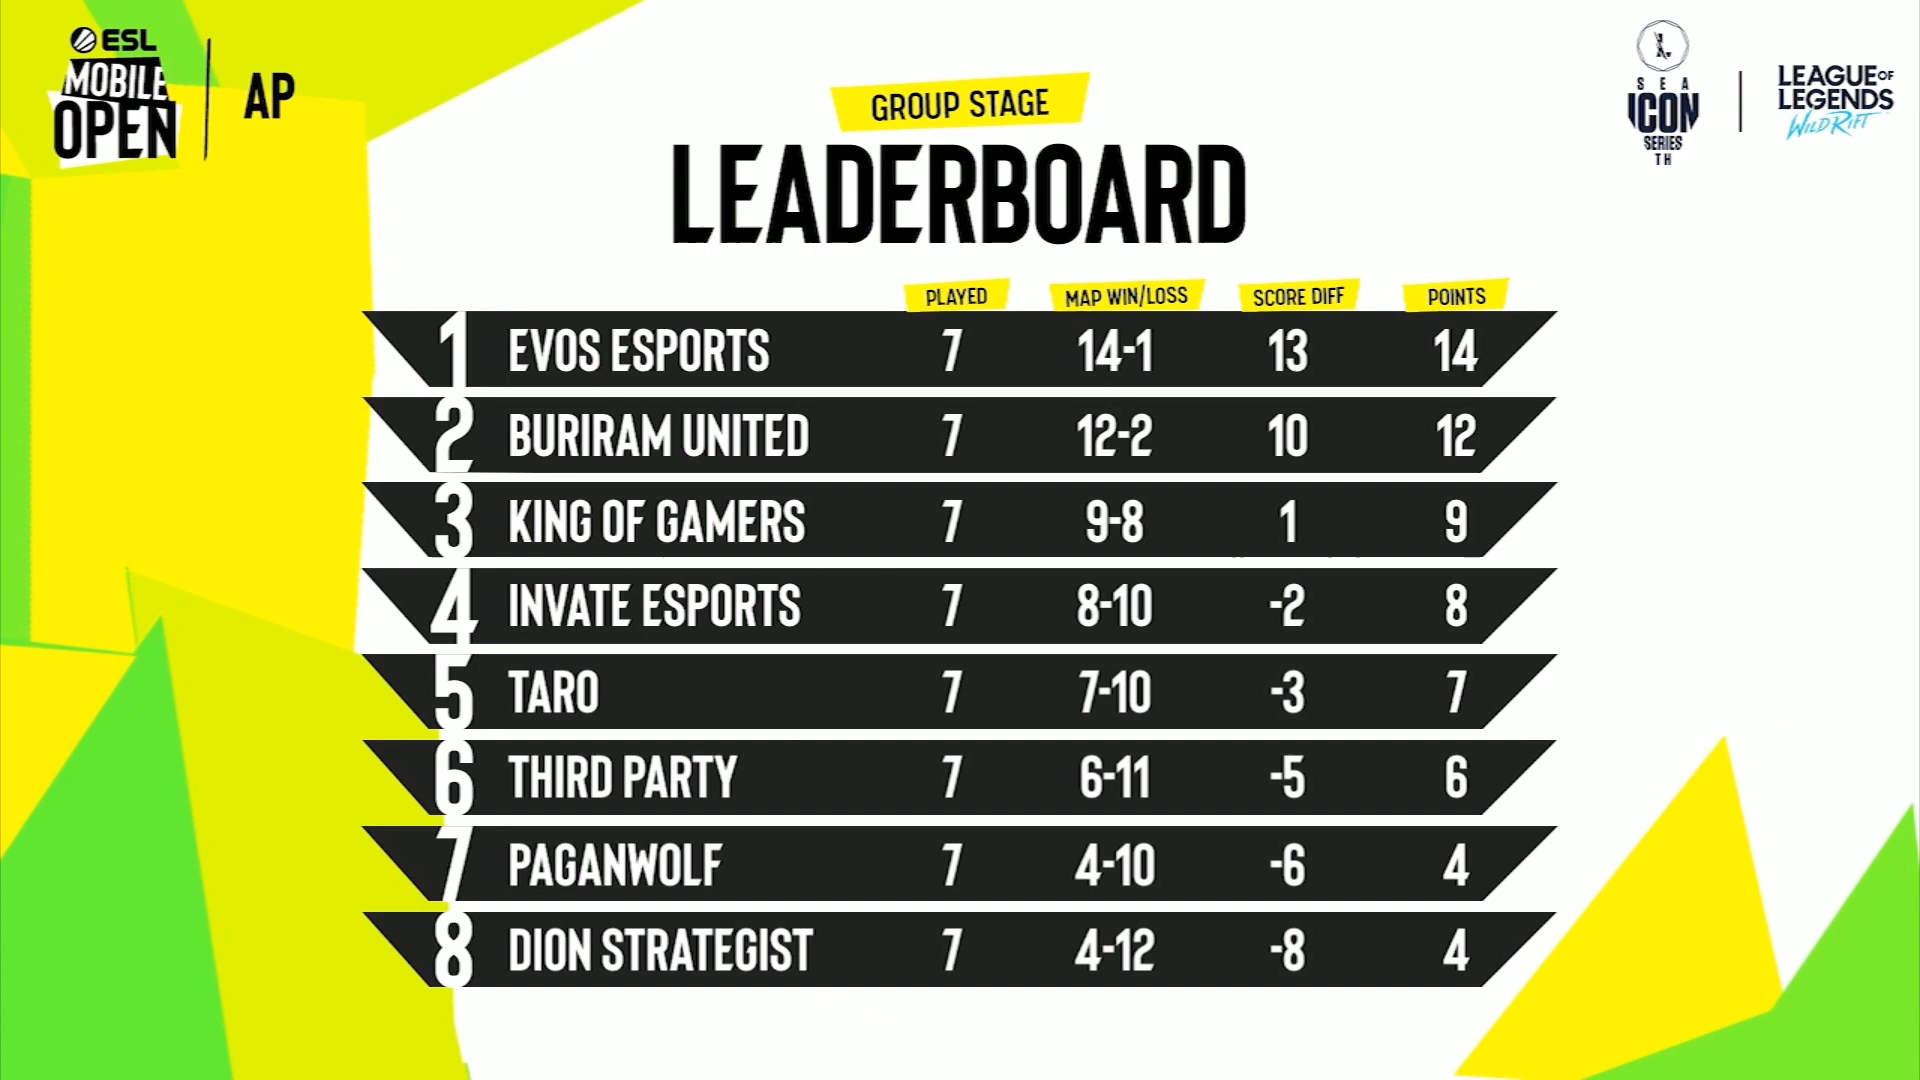 ESL
MOBILE
OPEN
AP
GROUP STAGE
LEADERBOARD
SEA
ICON
SERIES
TH
LEAGUE OF
LEGENDS
WILD RIFT
PLAYED MAP WIN/LOSS SCORE DIFF POINTS
1 EVOS ESPORTS 7 14-1 13 14
2 BURIRAM UNITED 7 12-2 10 12
3 KING OF GAMERS 7 9-8 1 9
4 INVATE ESPORTS 7 8-10 -2 8
5 TARO 7 7-10 -3 7
6 THIRD PARTY 7 6-11 -5 6
7 PAGANWOLF 7 4-10 -6 4
8 DION STRATEGIST 7 4-12 -8 4